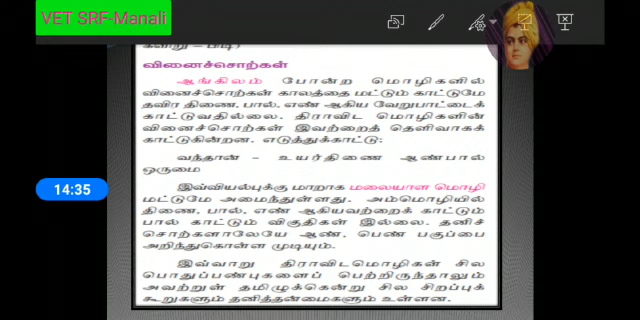 VET SRF-Manali
வினைச்சொற்கள்
ஆங்கிலம் போன்ற மொழிகளில்
வினைச்சொற்கள் காலத்தை மட்டும் காட்டுமே
தவிர திணை, பால், எண் ஆகிய வேறுபாட்டைக்
காட்டுவதில்லை. திராவிட மொழிகளின்
வினைச்சொற்கள் இவற்றைத் தெளிவாகக்
காட்டுகின்றன. எடுத்துக்காட்டு;
வந்தான் – உயர்திணை ஆண்பால்
ஒருமை
இவ்வியல்புக்கு மாறாக மலையாள மொழி
மட்டுமே அமைந்துள்ளது. அம்மொழியில்
திணை, பால், எண் ஆகியவற்றைக் காட்டும்
பால் காட்டும் விகுதிகள் இல்லை. தனிச்
சொற்களாலேயே ஆண், பெண் பகுப்பை
அறிந்துகொள்ள முடியும்.
இவ்வாறு திராவிடமொழிகள் சில
பொதுப்பண்புகளைப் பெற்றிருந்தாலும்
அவற்றுள் தமிழுக்கென்று சில சிறப்புக்
கூறுகளும் தனித்தன்மைகளும் உள்ளன.
14:35